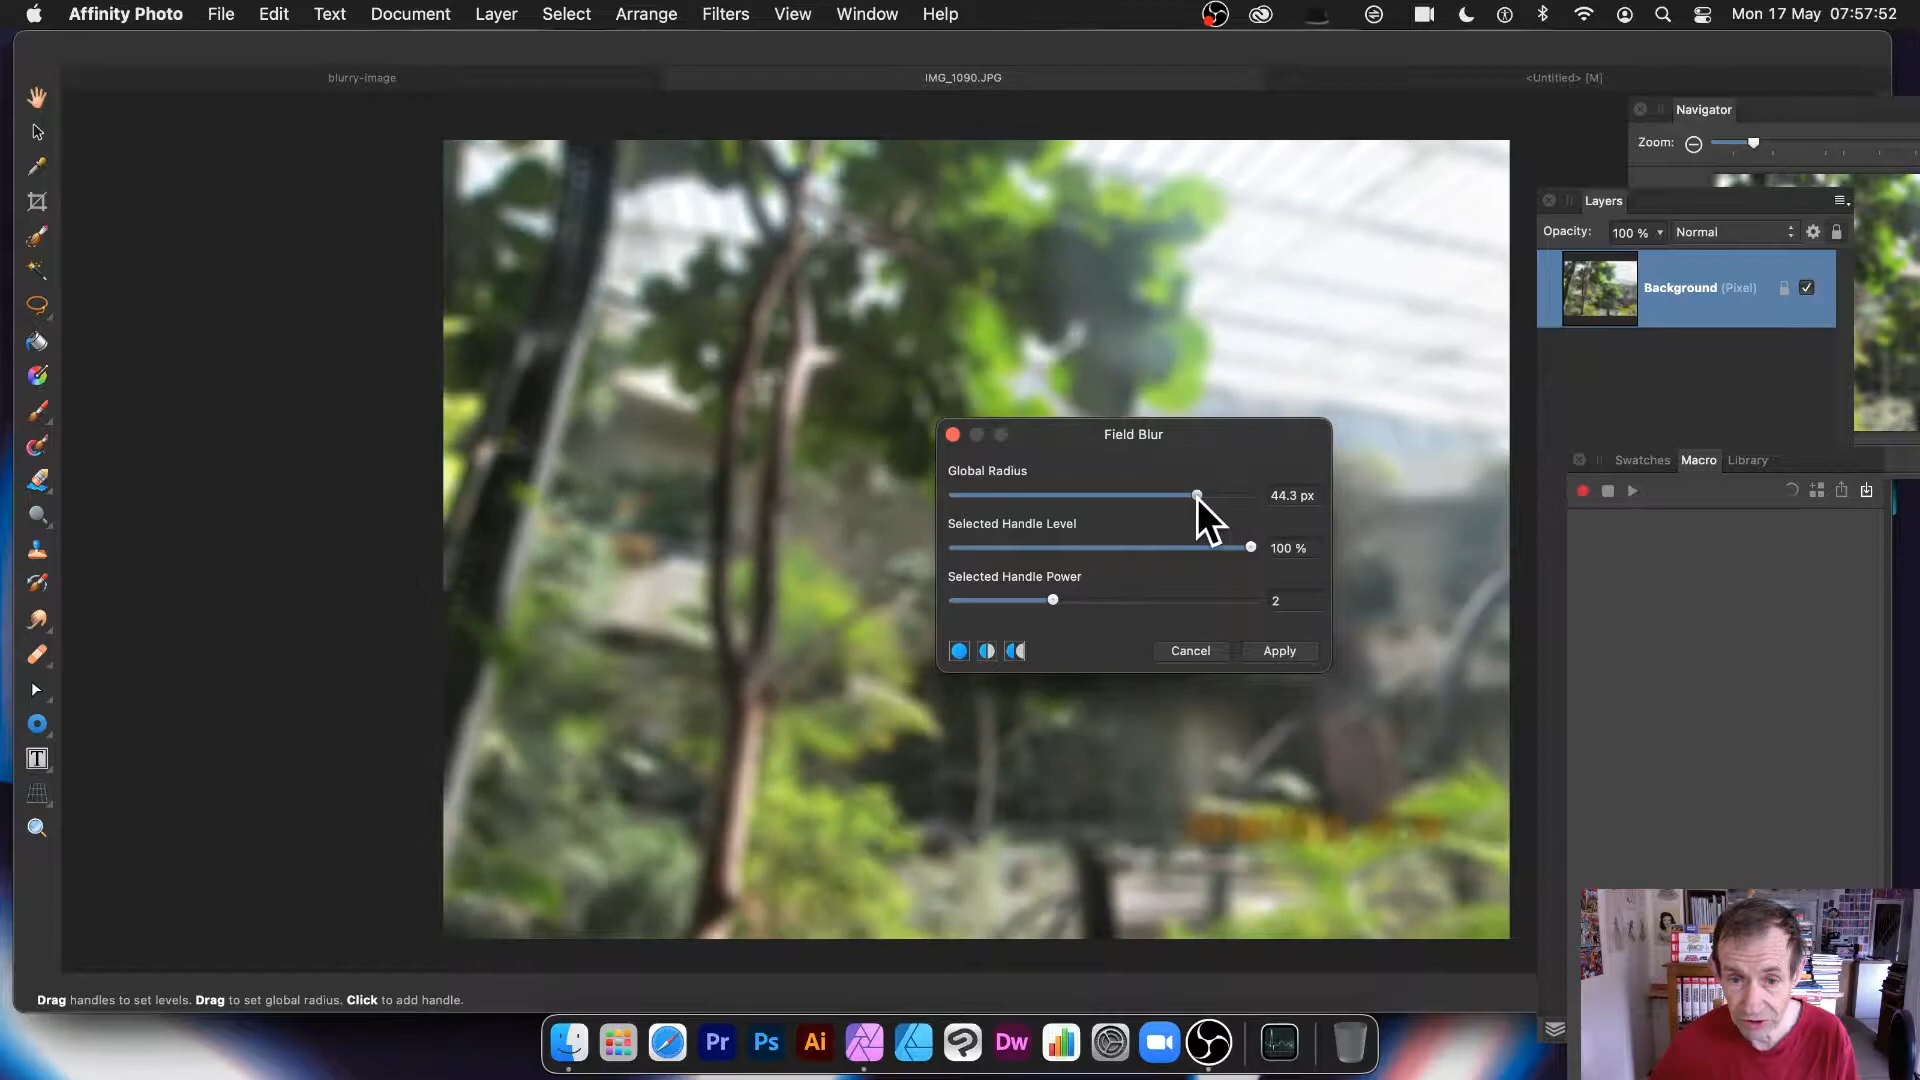 Affinity Photo File Edit Text Document Layer Select Arrange Filters View Window Help Mon 17 May 07:57:52
blurry-image IMG_1090.JPG <Untitled> [M]
Navigator
Zoom:
Layers
Opacity: 100 % Normal
Background (Pixel)
Swatches Macro Library
Field Blur
Global Radius
44.3 px
Selected Handle Level
100 %
Selected Handle Power
2
Cancel Apply
T
Drag handles to set levels. Drag to set global radius. Click to add handle.
Pr Ps Ai Dw